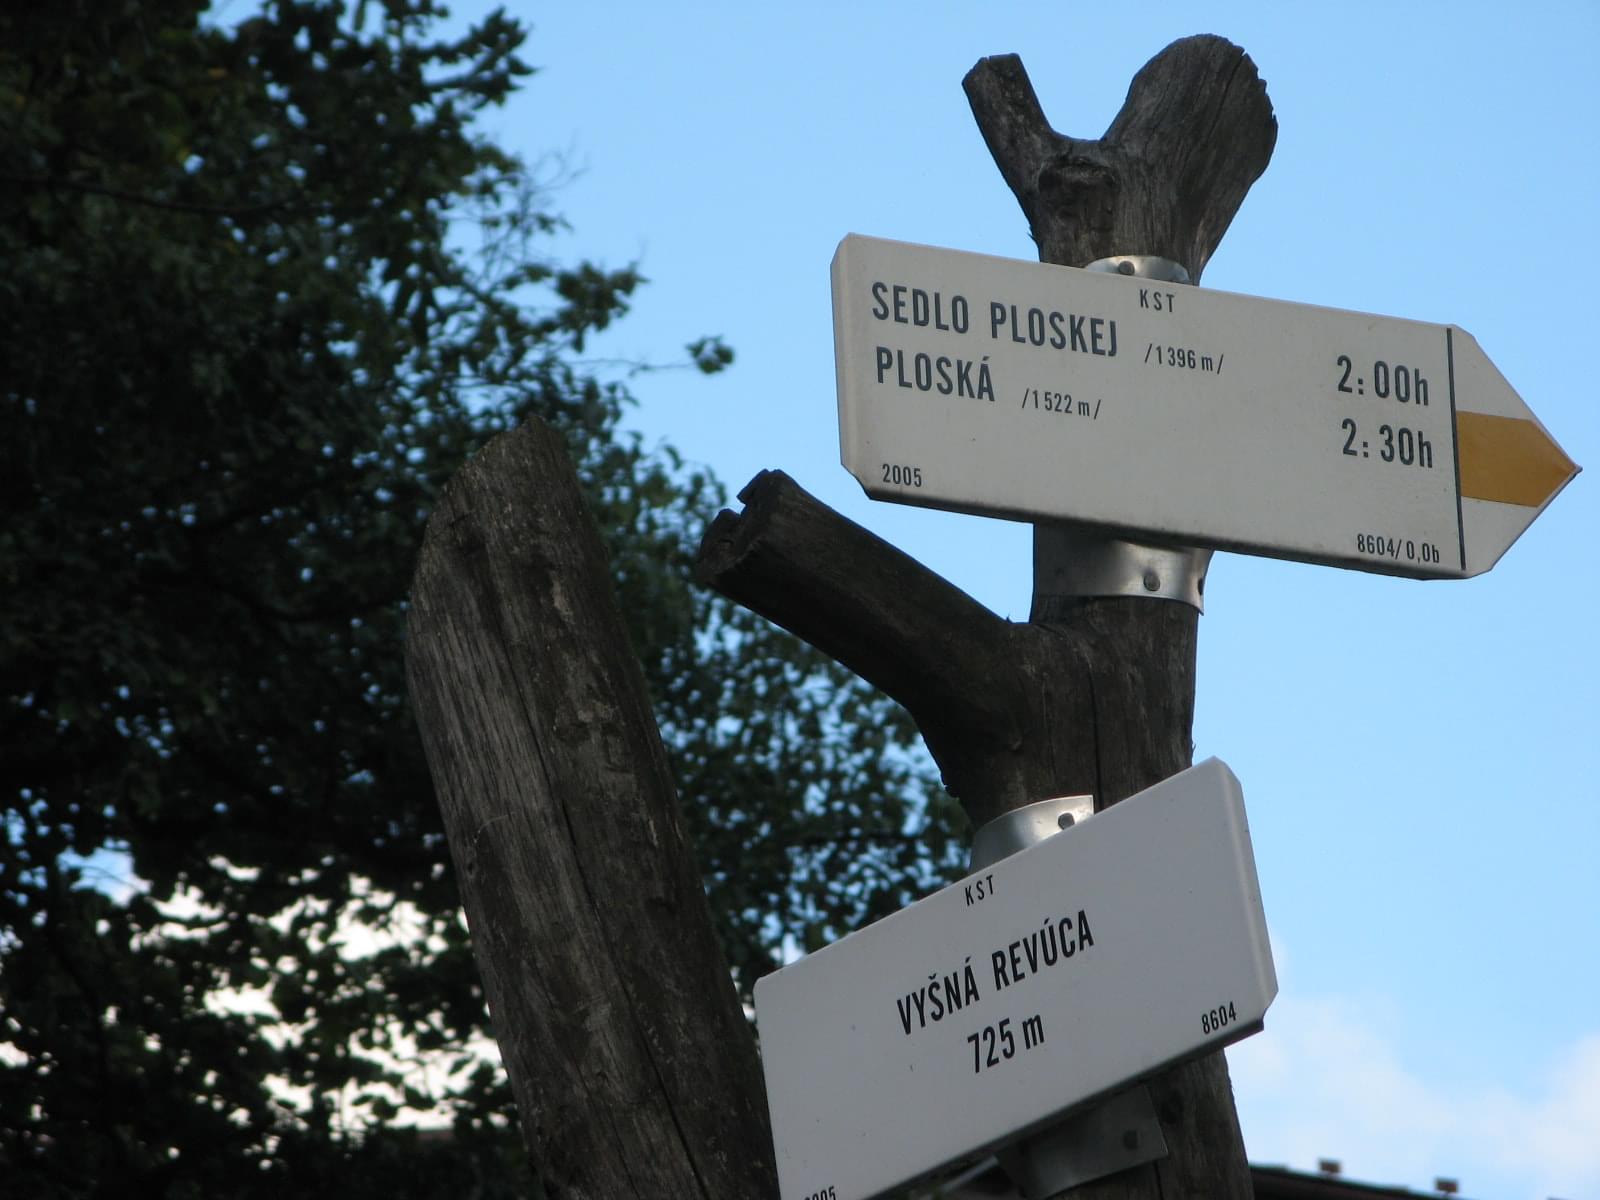 KST
SEDLO PLOSKEJ /1396 m/ 2:00h
PLOSKÁ /1522 m/ 2:30h
2005 8604/0,0b
KST
VYŠNÁ REVÚCA
725 m
8604
2005